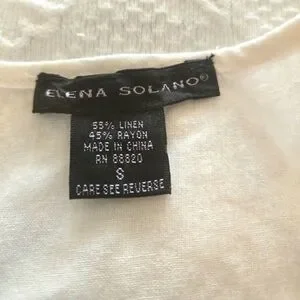 ELENA SOLANO®
55% LINEN
45% RAYON
MADE IN CHINA
RN 88820
S
CARE SEE REVERSE